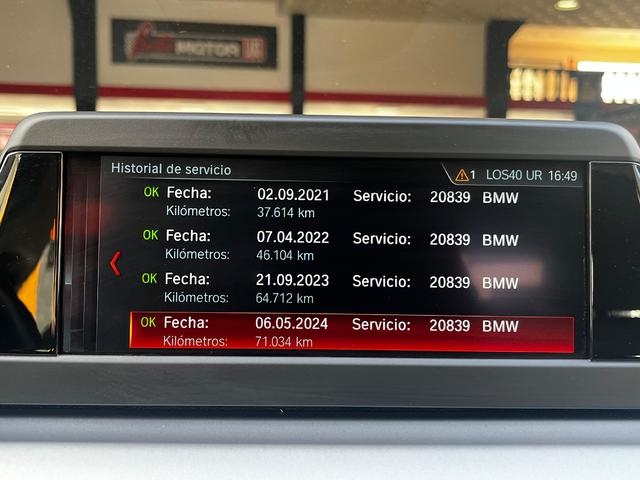 MOTOR
Historial de servicio
1 LOS40 UR 16:49
OK Fecha: 02.09.2021 Servicio: 20839 BMW
Kilómetros: 37.614 km
OK Fecha: 07.04.2022 Servicio: 20839 BMW
Kilómetros: 46.104 km
OK Fecha: 21.09.2023 Servicio: 20839 BMW
Kilómetros: 64.712 km
OK Fecha: 06.05.2024 Servicio: 20839 BMW
Kilómetros: 71.034 km